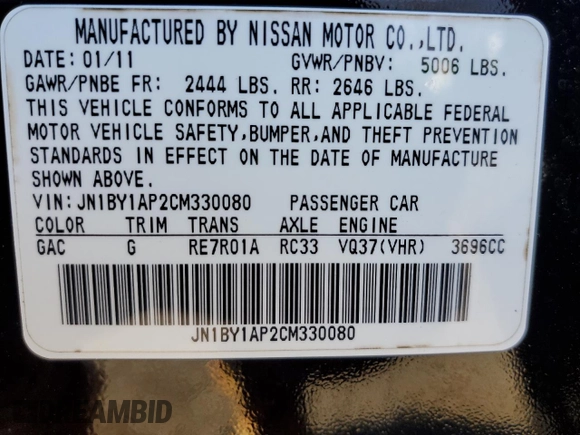 MANUFACTURED BY NISSAN MOTOR CO.,LTD.
DATE: 01/11 GVWR/PNBV: 5006 LBS.
GAWR/PNBE FR: 2444 LBS. RR: 2646 LBS.
THIS VEHICLE CONFORMS TO ALL APPLICABLE FEDERAL
MOTOR VEHICLE SAFETY,BUMPER,AND THEFT PREVENTION
STANDARDS IN EFFECT ON THE DATE OF MANUFACTURE
SHOWN ABOVE.
VIN:JN1BY1AP2CM330080 PASSENGER CAR
COLOR TRIM TRANS AXLE ENGINE
GAC G RE7R01A RC33 VQ37(VHR) 3696CC
JN1BY1AP2CM330080
DREAMBID